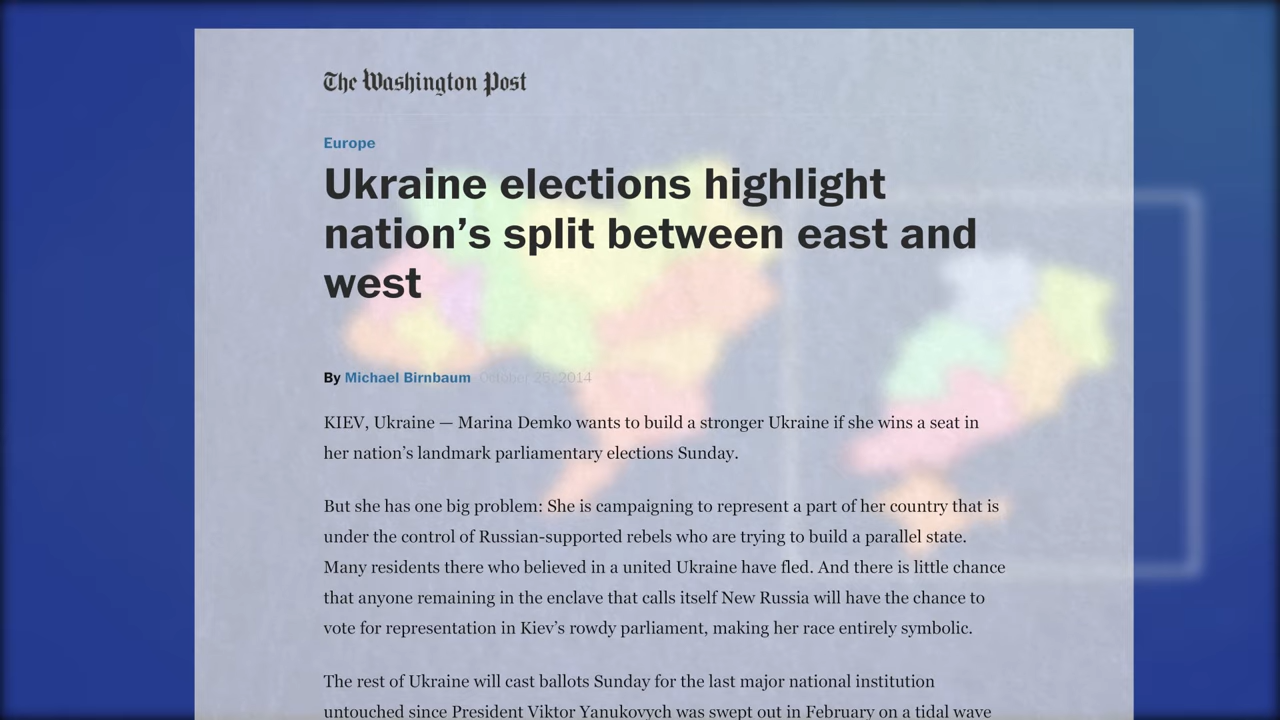 The Washington Post
Europe
Ukraine elections highlight
nation’s split between east and
west
By Michael Birnbaum October 25, 2014
KIEV, Ukraine — Marina Demko wants to build a stronger Ukraine if she wins a seat in
her nation’s landmark parliamentary elections Sunday.
But she has one big problem: She is campaigning to represent a part of her country that is
under the control of Russian-supported rebels who are trying to build a parallel state.
Many residents there who believed in a united Ukraine have fled. And there is little chance
that anyone remaining in the enclave that calls itself New Russia will have the chance to
vote for representation in Kiev’s rowdy parliament, making her race entirely symbolic.
The rest of Ukraine will cast ballots Sunday for the last major national institution
untouched since President Viktor Yanukovych was swept out in February on a tidal wave